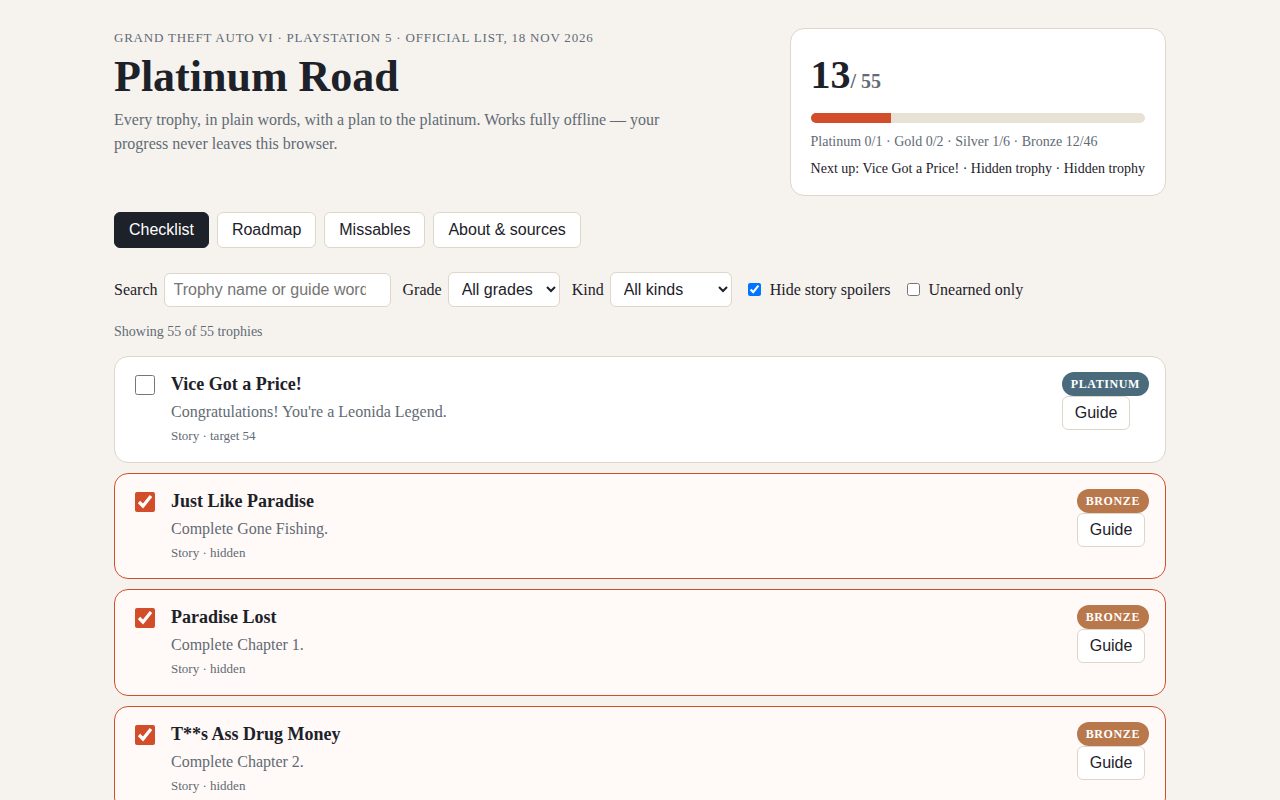 GRAND THEFT AUTO VI · PLAYSTATION 5 · OFFICIAL LIST, 18 NOV 2026
Platinum Road
Every trophy, in plain words, with a plan to the platinum. Works fully offline — your
progress never leaves this browser.
13/ 55
Platinum 0/1 · Gold 0/2 · Silver 1/6 · Bronze 12/46
Next up: Vice Got a Price! · Hidden trophy · Hidden trophy
Checklist Roadmap Missables About & sources
Search Trophy name or guide word Grade All grades Kind All kinds Hide story spoilers Unearned only
Showing 55 of 55 trophies
Vice Got a Price! PLATINUM
Congratulations! You're a Leonida Legend. Guide
Story · target 54
Just Like Paradise BRONZE
Complete Gone Fishing. Guide
Story · hidden
Paradise Lost BRONZE
Complete Chapter 1. Guide
Story · hidden
T**s Ass Drug Money BRONZE
Complete Chapter 2. Guide
Story · hidden